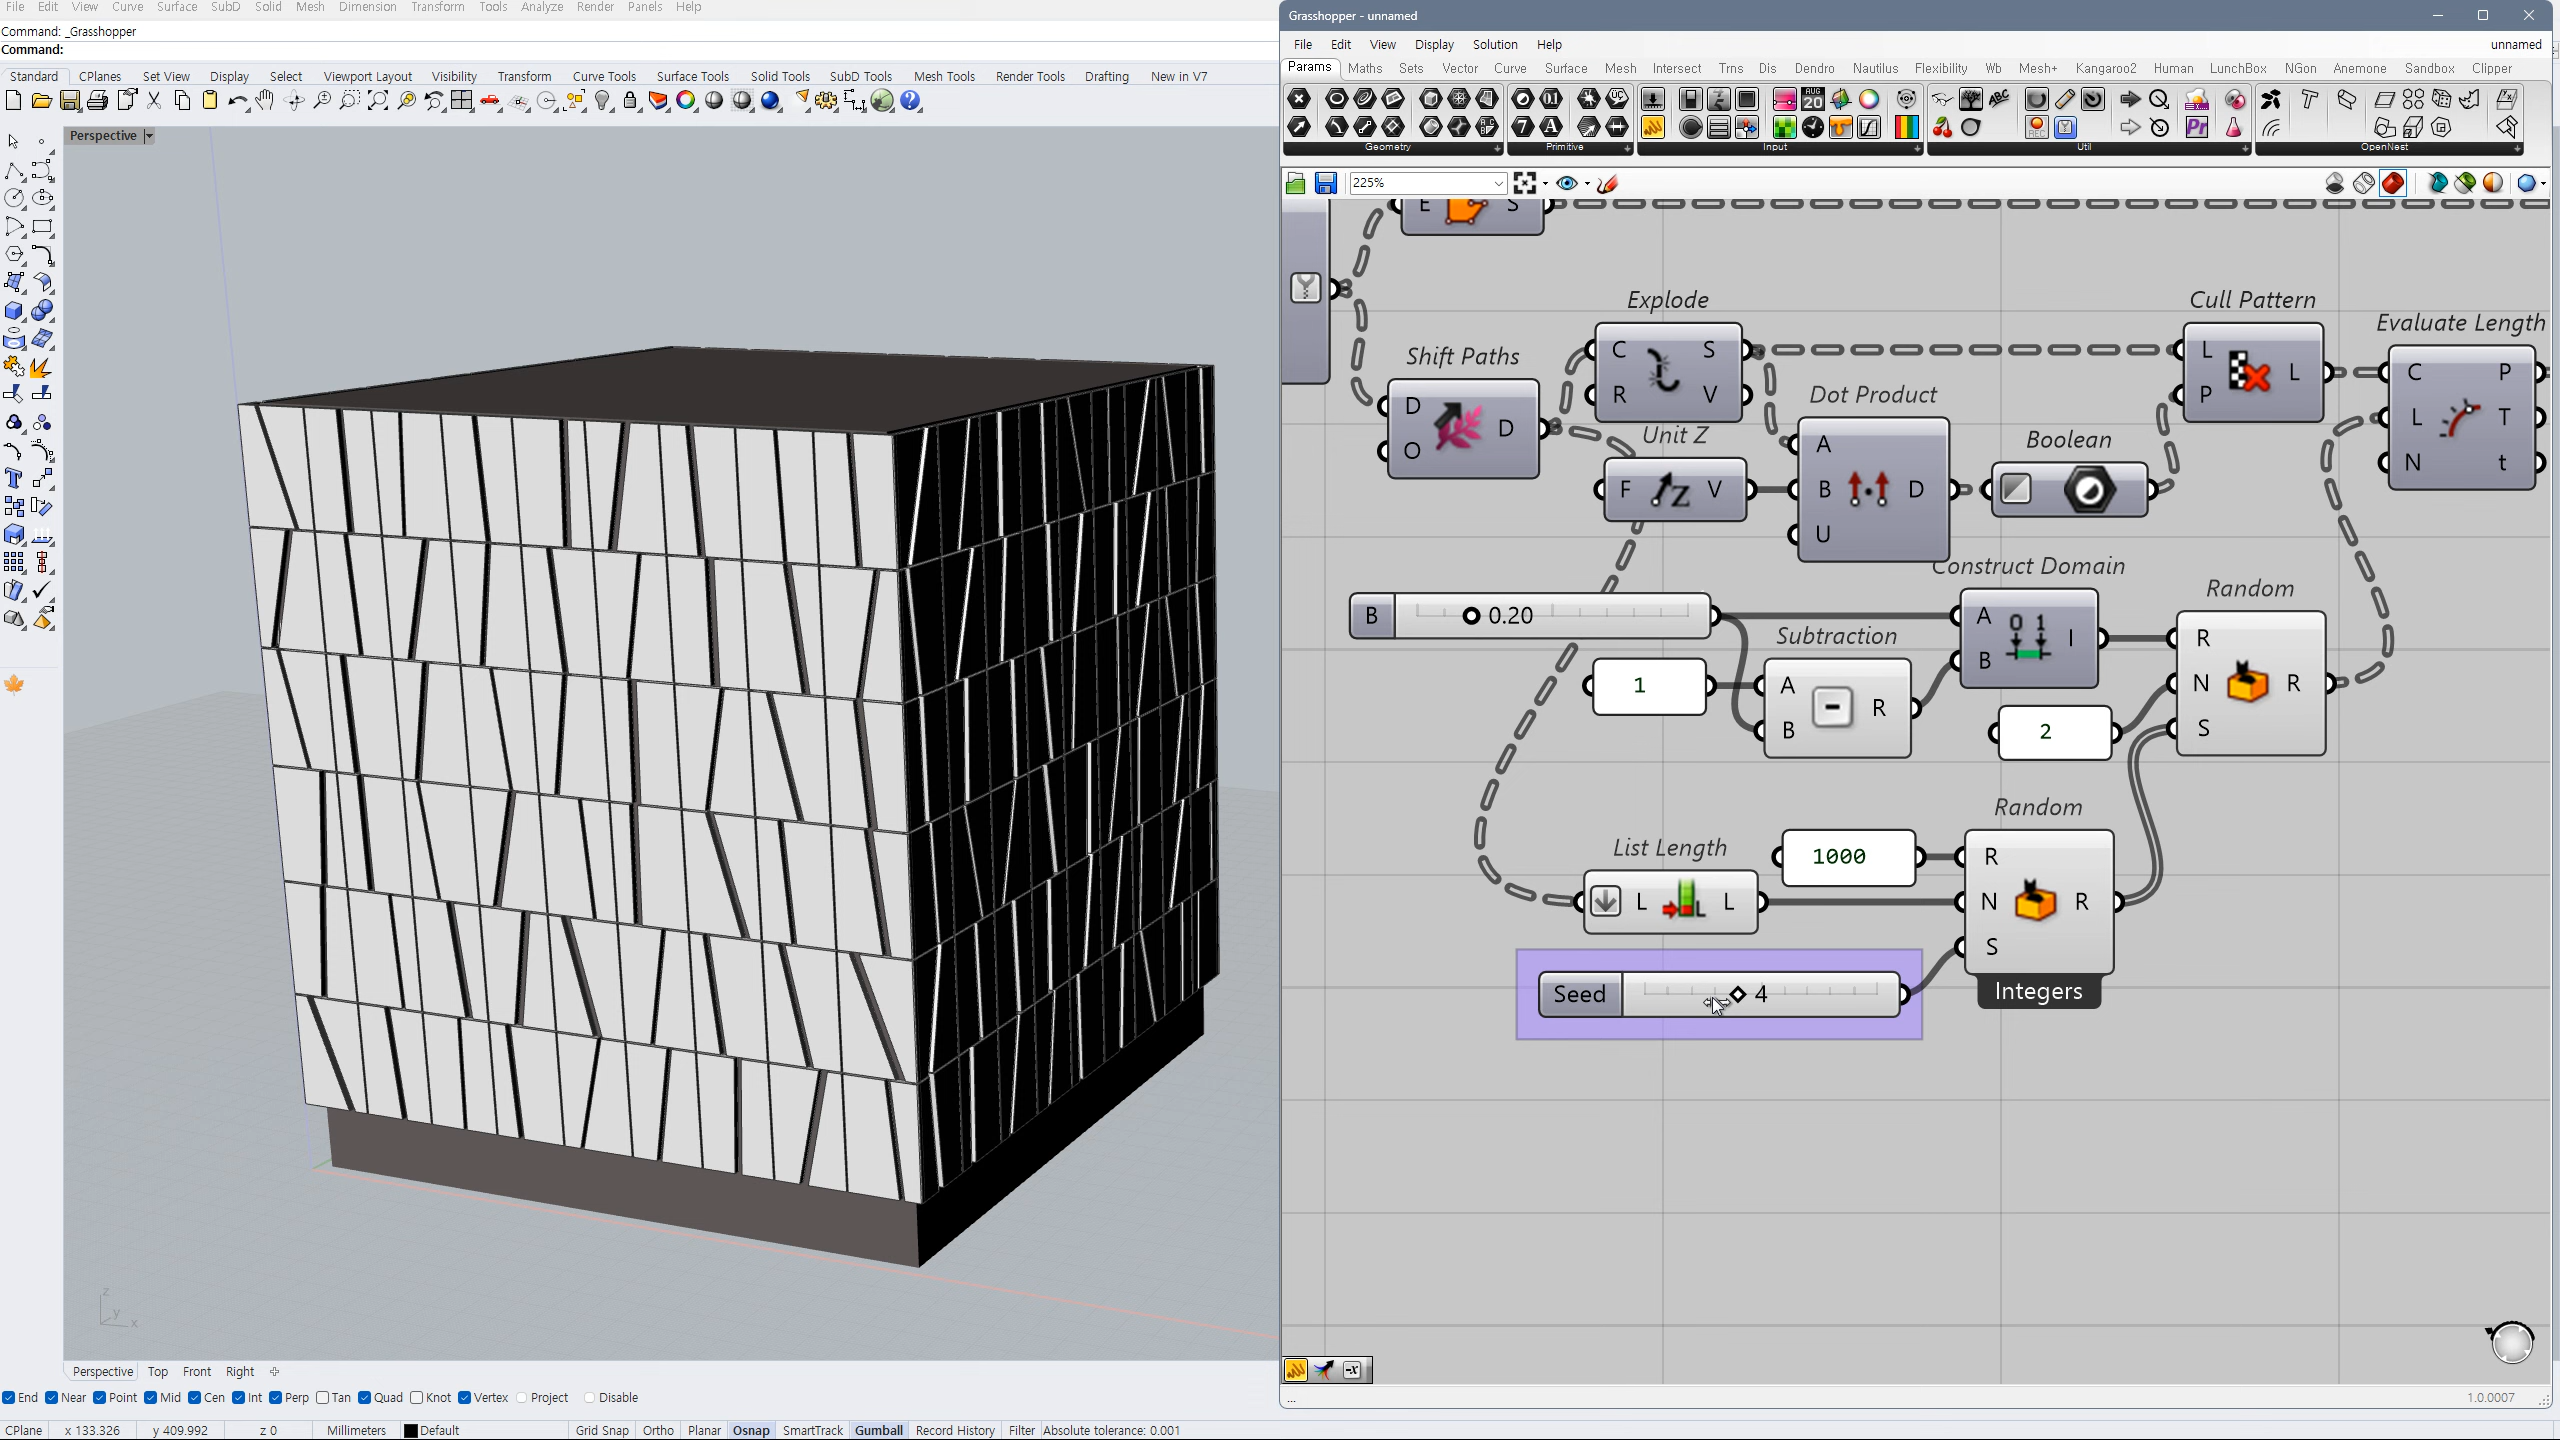 File Edit View Curve Surface SubD Solid Mesh Dimension Transform Tools Analyze Render Panels Help
Command: _Grasshopper
Command:
Standard CPlanes Set View Display Select Viewport Layout Visibility Transform Curve Tools Surface Tools Solid Tools SubD Tools Mesh Tools Render Tools Drafting New in V7
Perspective
z
y
x
Perspective Top Front Right
End Near Point Mid Cen Int Perp Tan Quad Knot Vertex Project Disable
CPlane x 133.326 y 409.992 z 0 Millimeters Default Grid Snap Ortho Planar Osnap SmartTrack Gumball Record History Filter Absolute tolerance: 0.001
Grasshopper - unnamed
File Edit View Display Solution Help unnamed
Params Maths Sets Vector Curve Surface Mesh Intersect Trns Dis Dendro Nautilus Flexibility Wb Mesh+ Kangaroo2 Human LunchBox NGon Anemone Sandbox Clipper
Geometry Primitive Input Util OpenNest
225%
E S
Explode
C S
R V
Cull Pattern
L L
P
Evaluate Length
C P
L T
N t
Shift Paths
D D
O
Unit Z
F Z V
Dot Product
A
B D
U
Boolean
B 0.20
Construct Domain
A 0 1 I
B
Subtraction
A R
B
1
2
Random
R
N R
S
List Length
L L
1000
Random
R
N R
S
Integers
Seed 4
... 1.0.0007